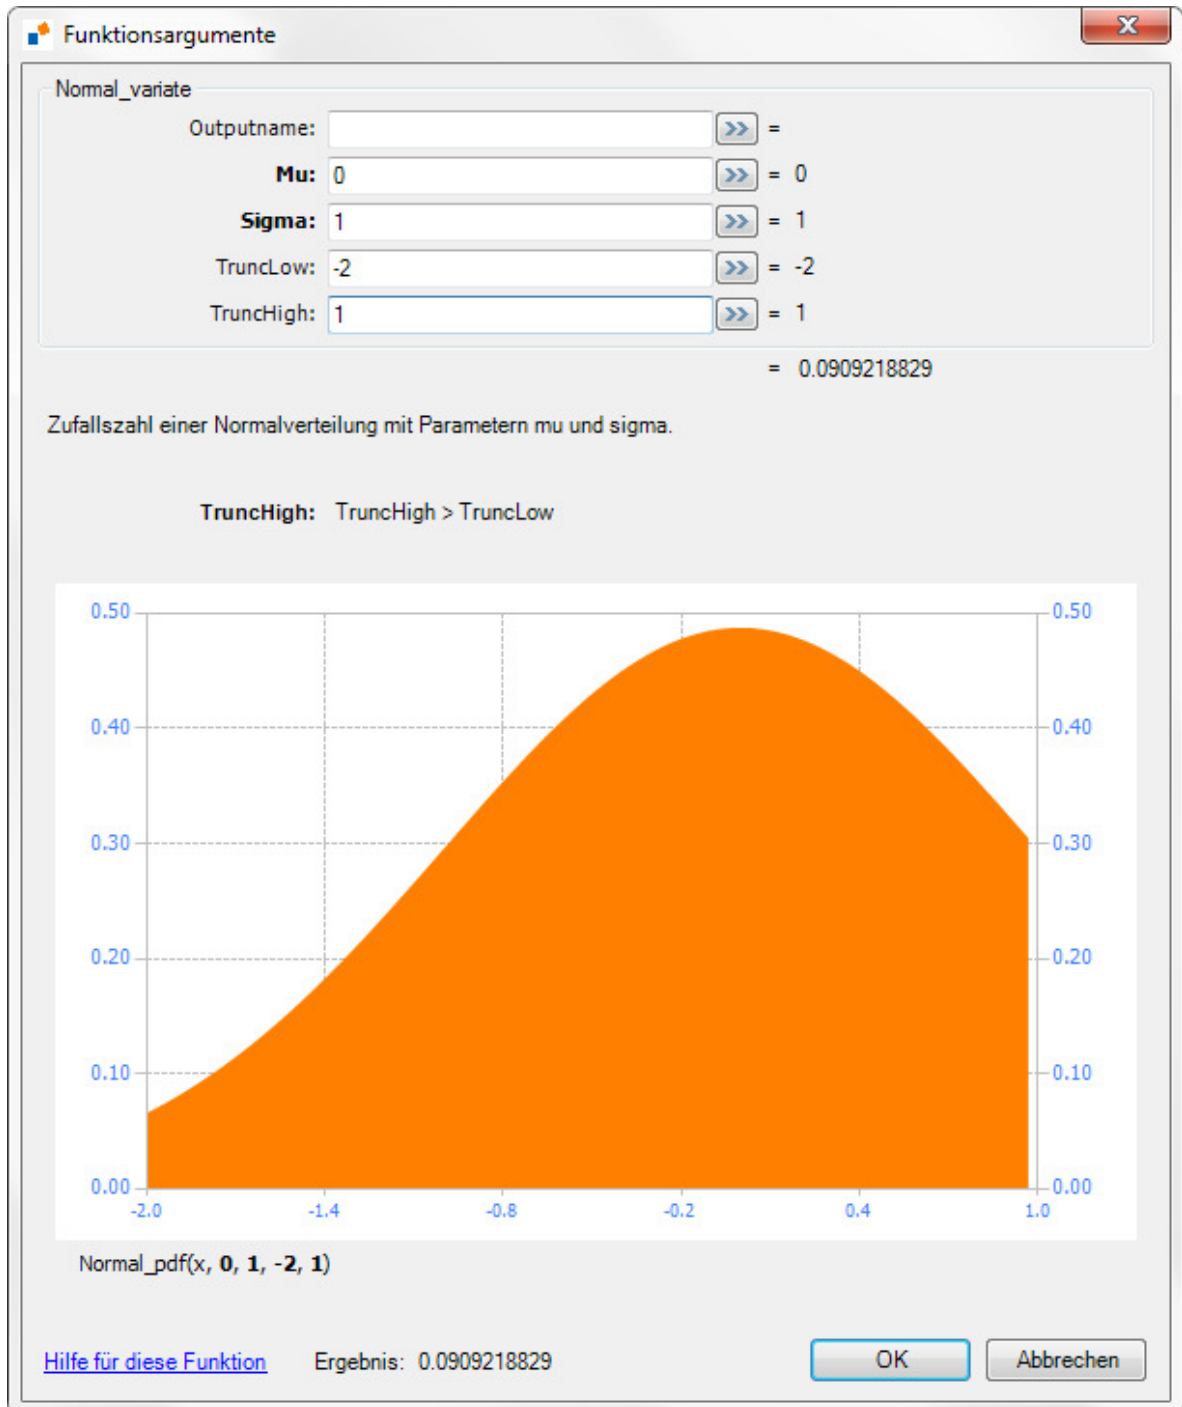 Funktionsargumente
Normal_variate
Outputname: >> =
Mu: 0 >> = 0
Sigma: 1 >> = 1
TruncLow: -2 >> = -2
TruncHigh: 1 >> = 1
= 0.0909218829
Zufallszahl einer Normalverteilung mit Parametern mu und sigma.
TruncHigh: TruncHigh > TruncLow
0.50 0.50
0.40 0.40
0.30 0.30
0.20 0.20
0.10 0.10
0.00 0.00
-2.0 -1.4 -0.8 -0.2 0.4 1.0
Normal_pdf(x, 0, 1, -2, 1)
Hilfe für diese Funktion Ergebnis: 0.0909218829 OK Abbrechen